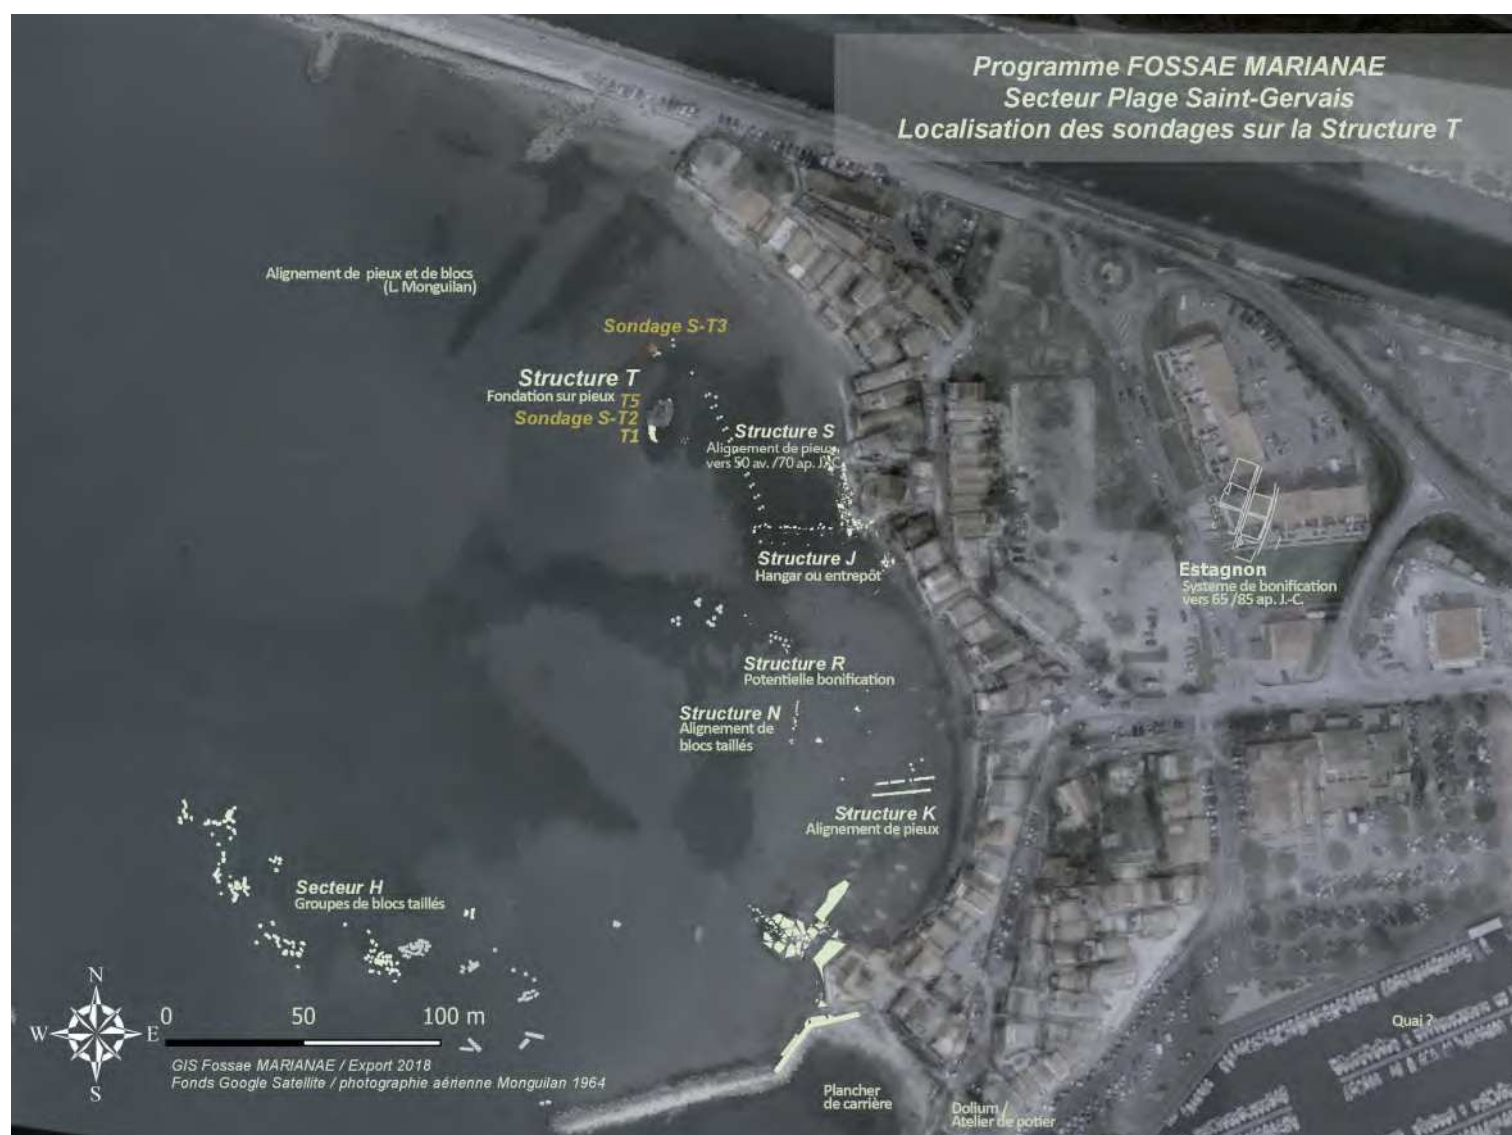 Programme FOSSAE MARIANAE
Secteur Plage Saint-Gervais
Localisation des sondages sur la Structure T
Alignement de pieux et de blocs
(L. Monguilan)
Sondage S-T3
Structure T
Fondation sur pieux T5
Sondage S-T2
T1
Structure S
Alignement de pieux
vers 50 av. /70 ap. J.-C.
Structure J
Hangar ou entrepôt
Estagnon
Système de bonification
vers 65 /85 ap. J.-C.
Structure R
Potentielle bonification
Structure N
Alignement de
blocs taillés
Structure K
Alignement de pieux
Secteur H
Groupes de blocs taillés
N
W E
S
0 50 100 m
GIS Fossae MARIANAE / Export 2018
Fonds Google Satellite / photographie aérienne Monguilan 1964
Quai ?
Plancher
de carrière
Dolium /
Atelier de potier